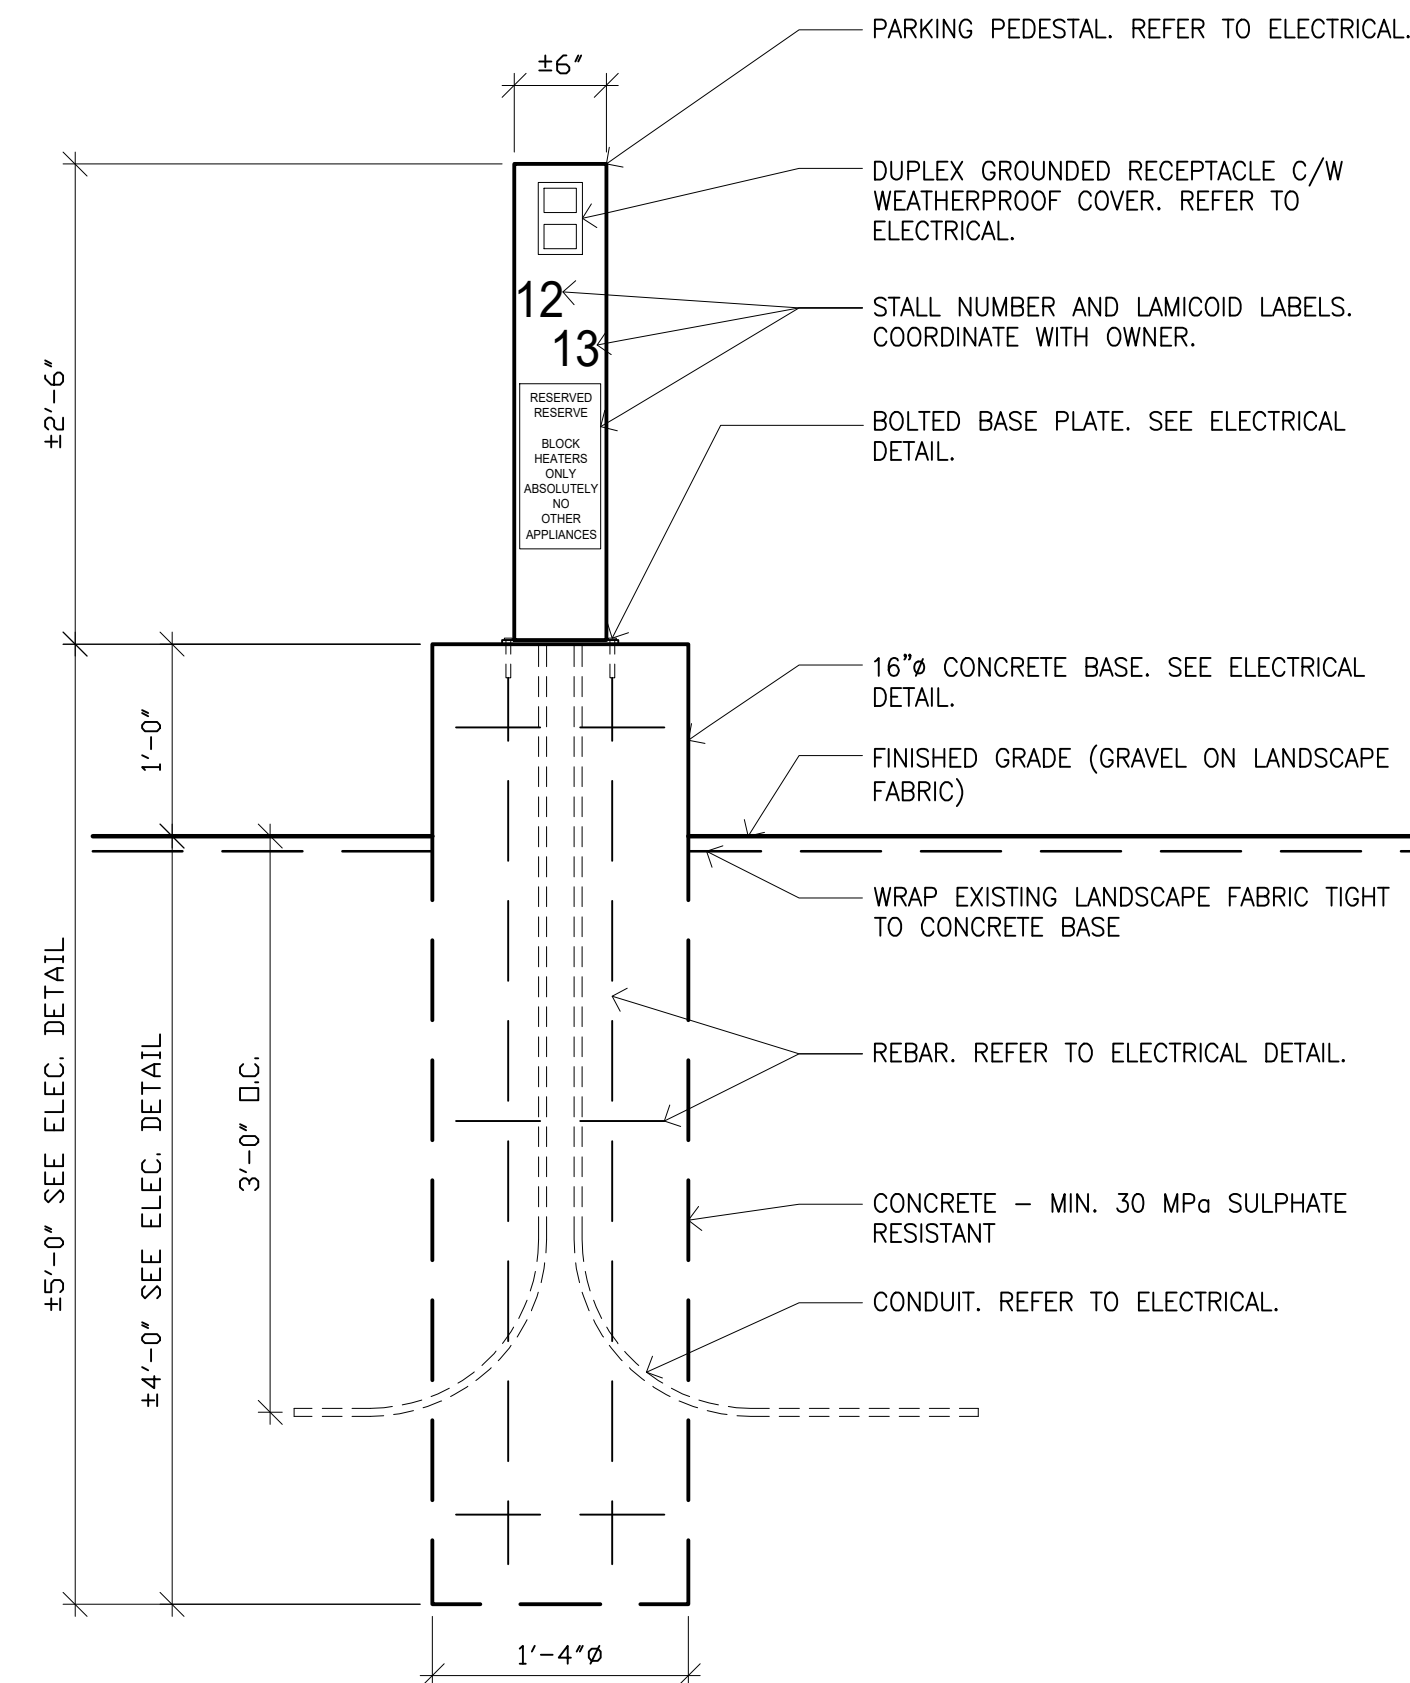 PARKING PEDESTAL. REFER TO ELECTRICAL.
±6"
DUPLEX GROUNDED RECEPTACLE C/W
WEATHERPROOF COVER. REFER TO
ELECTRICAL.
12
13
STALL NUMBER AND LAMICOID LABELS.
COORDINATE WITH OWNER.
±2'-6"
RESERVED
RESERVE
BLOCK
HEATERS
ONLY
ABSOLUTELY
NO
OTHER
APPLIANCES
BOLTED BASE PLATE. SEE ELECTRICAL
DETAIL.
16"ø CONCRETE BASE. SEE ELECTRICAL
DETAIL.
1'-0"
FINISHED GRADE (GRAVEL ON LANDSCAPE
FABRIC)
WRAP EXISTING LANDSCAPE FABRIC TIGHT
TO CONCRETE BASE
±5'-0" SEE ELEC. DETAIL
±4'-0" SEE ELEC. DETAIL
3'-0" O.C.
REBAR. REFER TO ELECTRICAL DETAIL.
CONCRETE – MIN. 30 MPa SULPHATE
RESISTANT
CONDUIT. REFER TO ELECTRICAL.
1'-4"ø